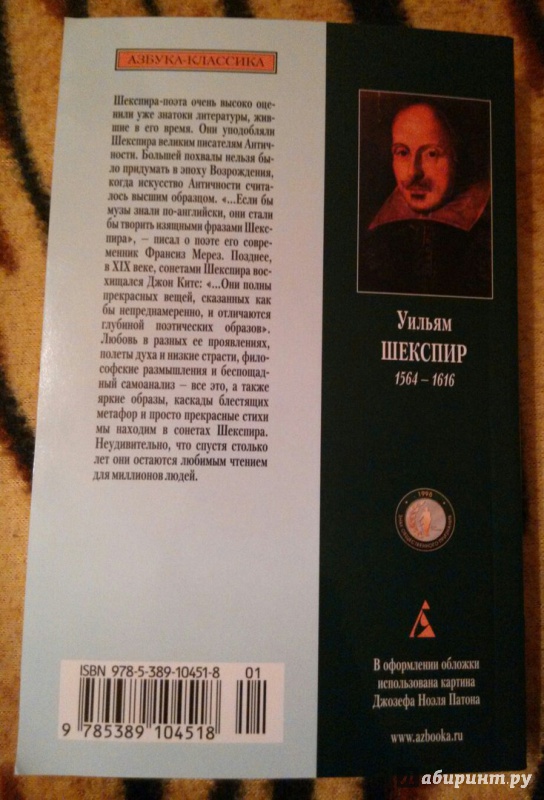 АЗБУКА-КЛАССИКА
Шекспира-поэта очень высоко оце-
нили уже знатоки литературы, жив-
шие в его время. Они уподобляли
Шекспира великим писателям Антич-
ности. Большей похвалы нельзя бы-
ло придумать в эпоху Возрождения,
когда искусство Античности счита-
лось высшим образцом. «...Если бы
музы знали по-английски, они стали
бы творить изящными фразами Шекс-
пира», – писал о поэте его совре-
менник Франсиз Мерез. Позднее,
в XIX веке, сонетами Шекспира вос-
хищался Джон Китс: «...Они полны
прекрасных вещей, сказанных как
бы непреднамеренно, и отличаются
глубиной поэтических образов».
Любовь в разных ее проявлениях,
полеты духа и низкие страсти, фило-
софские размышления и беспощад-
ный самоанализ – все это, а также
яркие образы, каскады блестящих
метафор и просто прекрасные стихи
мы находим в сонетах Шекспира.
Неудивительно, что спустя столько
лет они остаются любимым чтением
для миллионов людей.
ISBN 978-5-389-10451-8 01
9 785389 104518
Уильям
ШЕКСПИР
1564 – 1616
1998
В оформлении обложки
использована картина
Джозефа Ноэля Патона
www.azbooka.ru
абиринт.ру